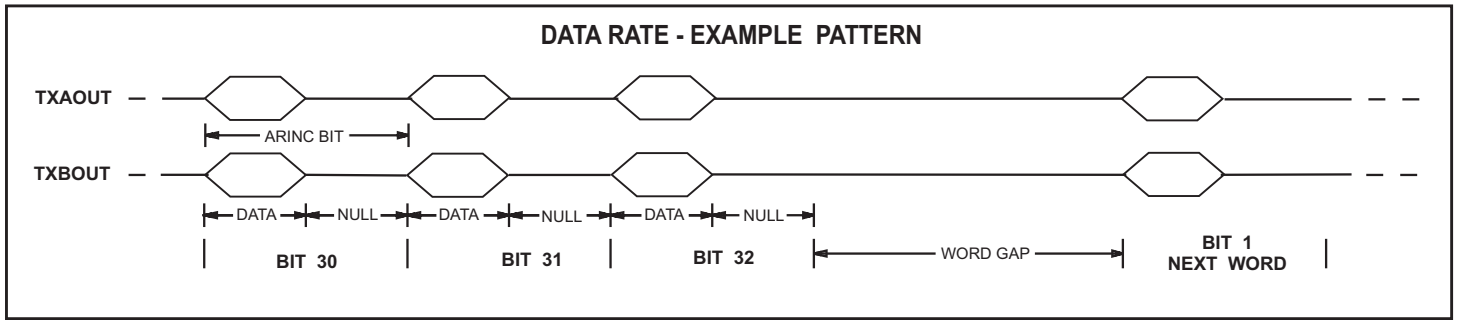 DATA RATE - EXAMPLE PATTERN
TXAOUT
ARINC BIT
TXBOUT
DATA NULL DATA NULL DATA NULL
BIT 30 BIT 31 BIT 32 WORD GAP BIT 1
NEXT WORD